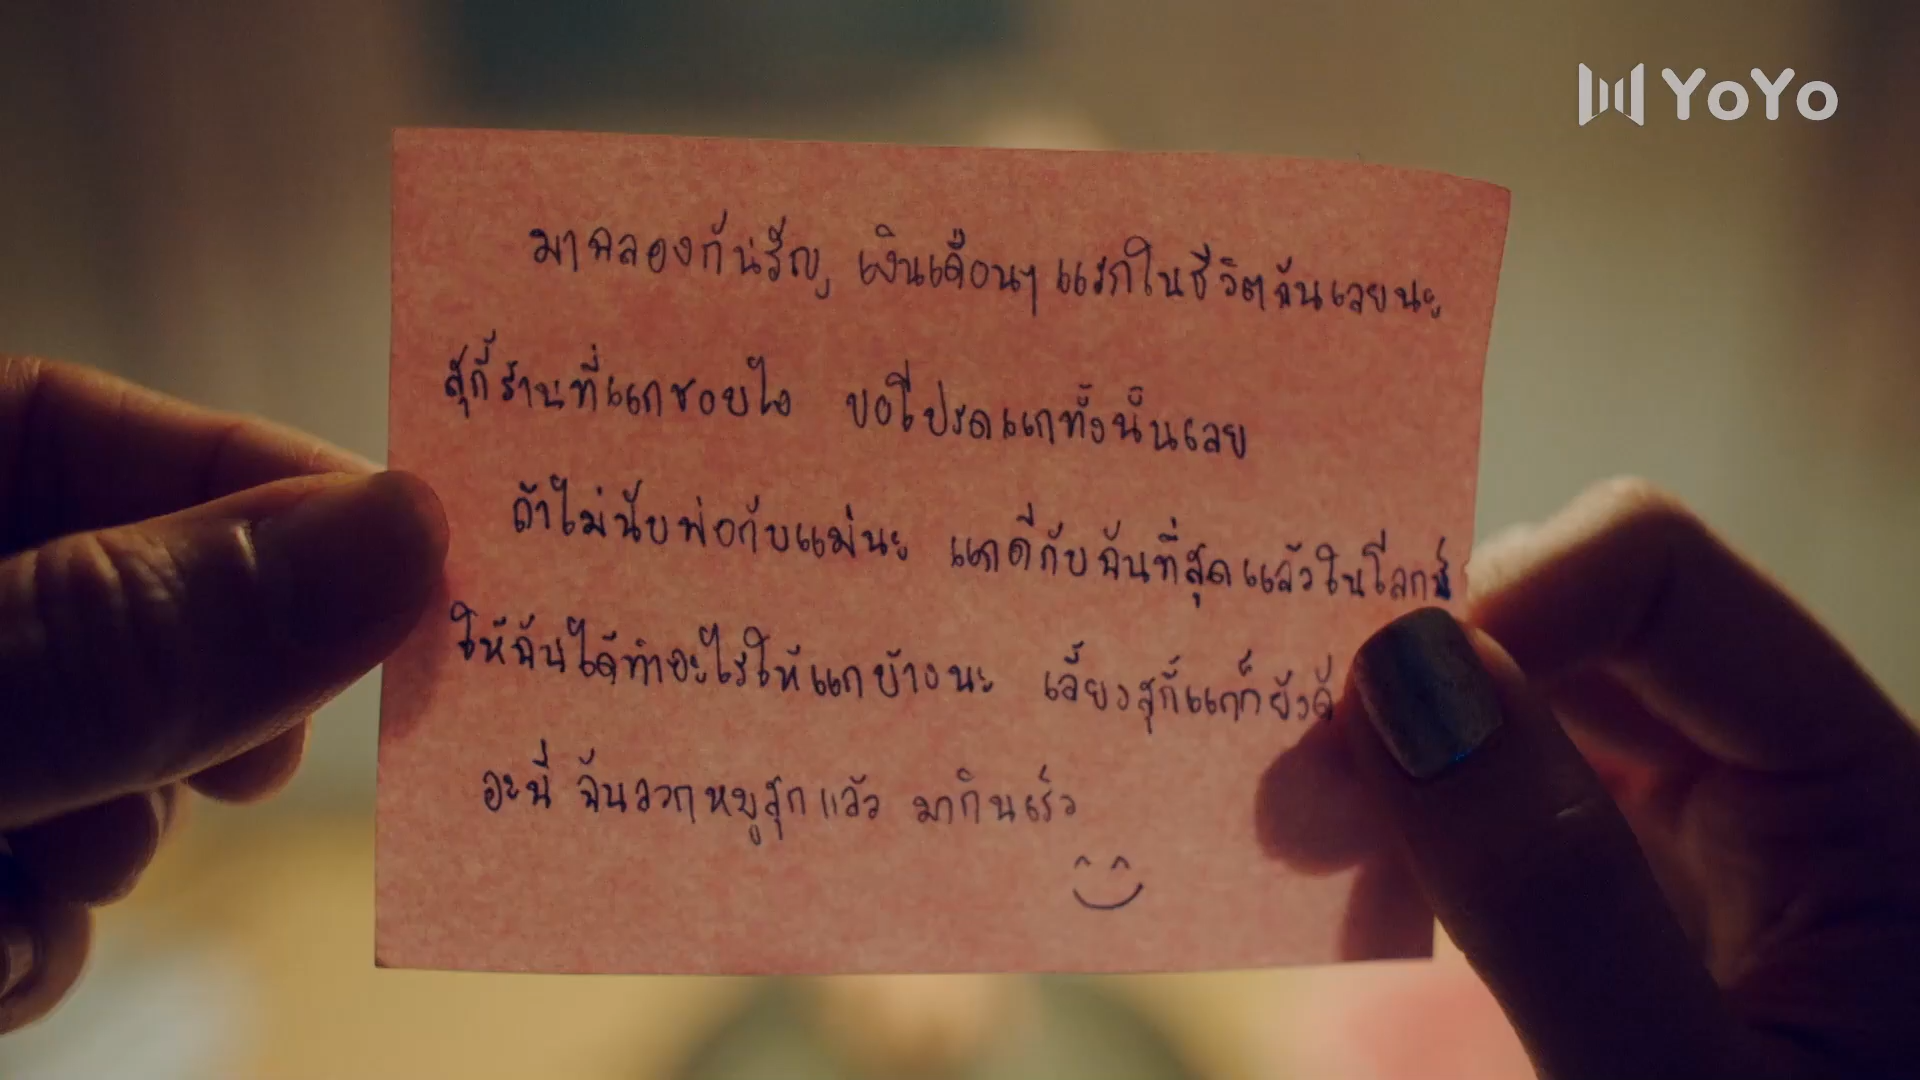 YoYo
มาฉลองกันรัญ เงินเดือนๆ แรกในชีวิตฉันเลยนะ
สุกี้ร้านที่แกชอบไง ของโปรดแกทั้งนั้นเลย
ถ้าไม่นับพ่อกับแม่นะ แกดีกับฉันที่สุดแล้วในโลก
ให้ฉันได้ทำอะไรให้แกบ้างนะ เลี้ยงสุกี้แกก็ยังดี
อะนี่ ฉันลวกหมูสุกแล้ว มากินเร็ว